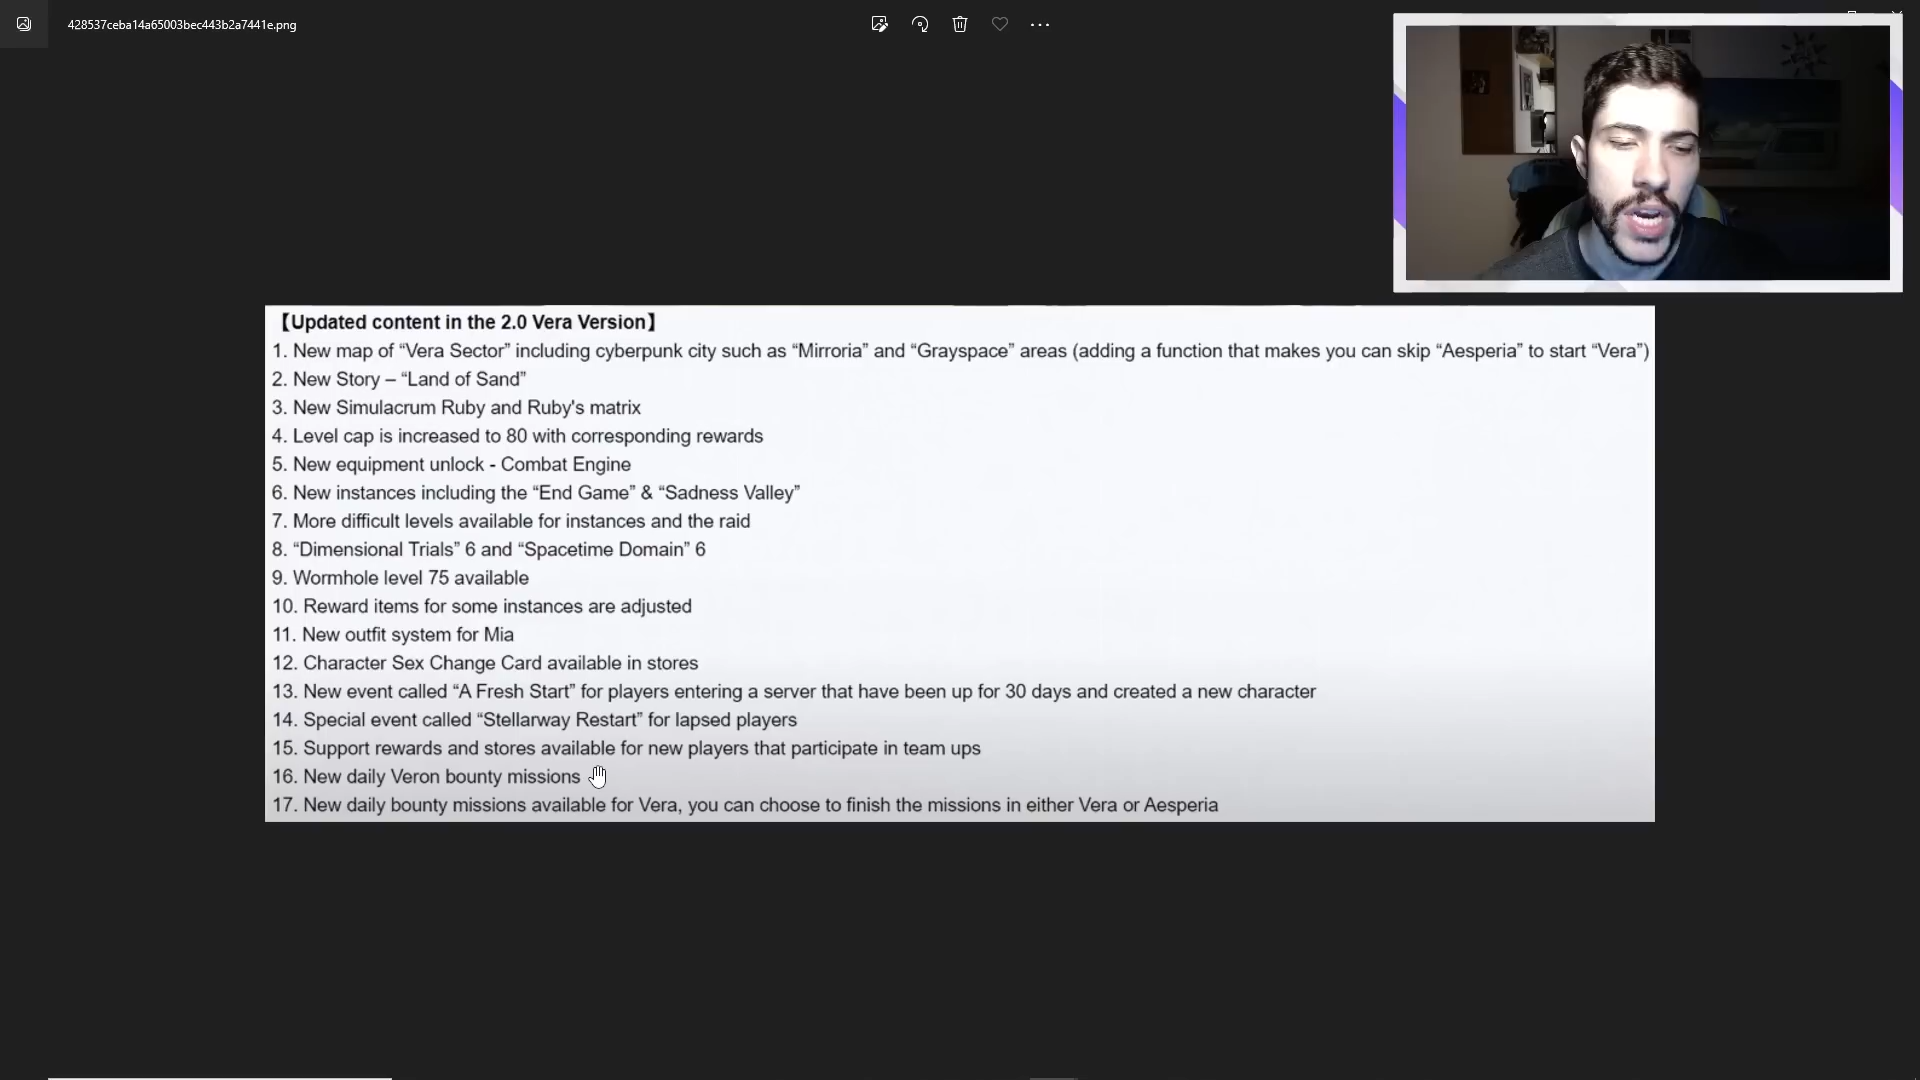 428537ceba14a65003bec443b2a7441e.png
【Updated content in the 2.0 Vera Version】
1. New map of “Vera Sector” including cyberpunk city such as “Mirroria” and “Grayspace” areas (adding a function that makes you can skip “Aesperia” to start “Vera”)
2. New Story – “Land of Sand”
3. New Simulacrum Ruby and Ruby's matrix
4. Level cap is increased to 80 with corresponding rewards
5. New equipment unlock - Combat Engine
6. New instances including the “End Game” & “Sadness Valley”
7. More difficult levels available for instances and the raid
8. “Dimensional Trials” 6 and “Spacetime Domain” 6
9. Wormhole level 75 available
10. Reward items for some instances are adjusted
11. New outfit system for Mia
12. Character Sex Change Card available in stores
13. New event called “A Fresh Start” for players entering a server that have been up for 30 days and created a new character
14. Special event called “Stellarway Restart” for lapsed players
15. Support rewards and stores available for new players that participate in team ups
16. New daily Veron bounty missions
17. New daily bounty missions available for Vera, you can choose to finish the missions in either Vera or Aesperia